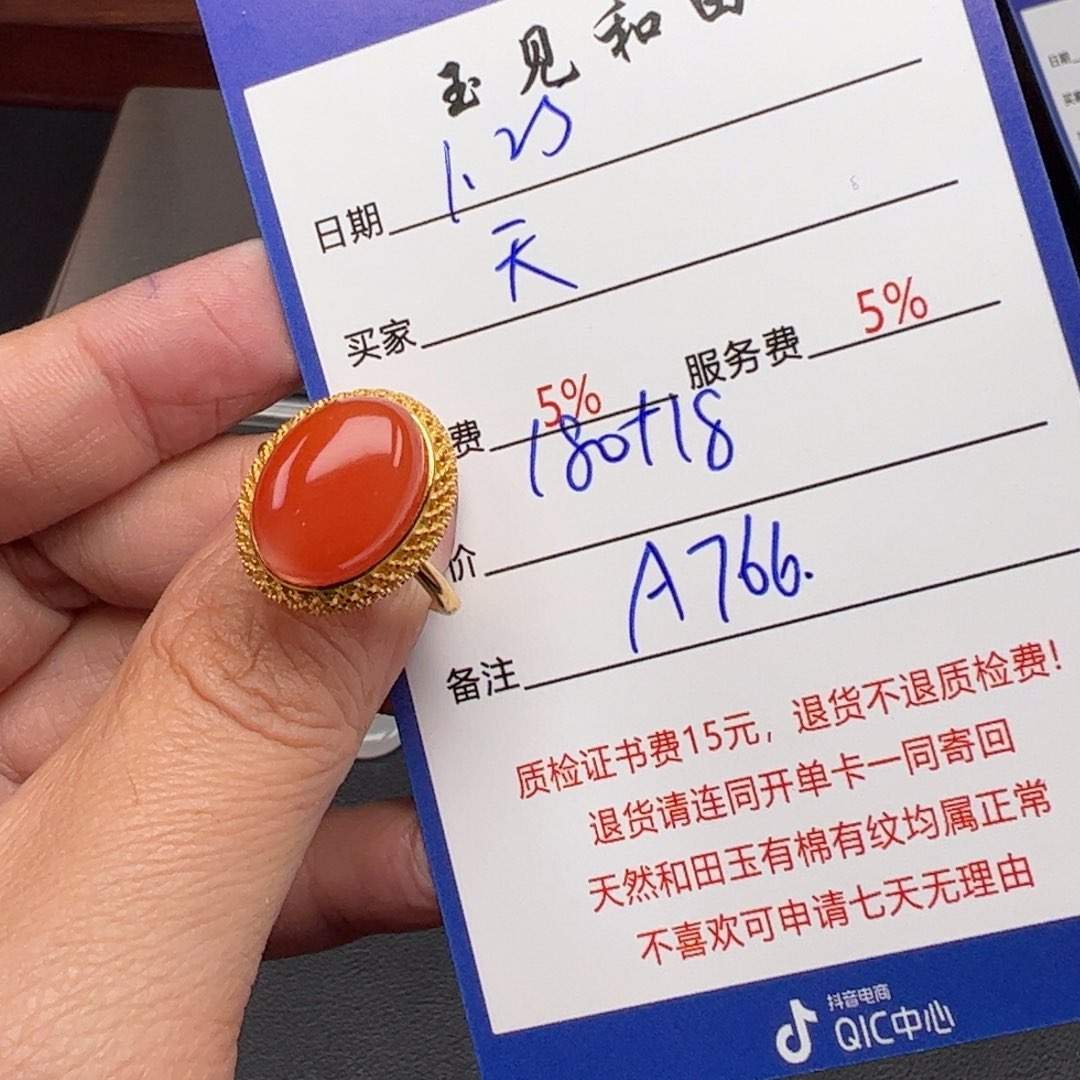 玉见和田
日期 1.25
买家 天
费 5% 服务费 5%
180+18
价
备注 A766.
质检证书费15元，退货不退质检费！
退货请连同开单卡一同寄回
天然和田玉有棉有纹均属正常
不喜欢可申请七天无理由
抖音电商
QIC中心
日期